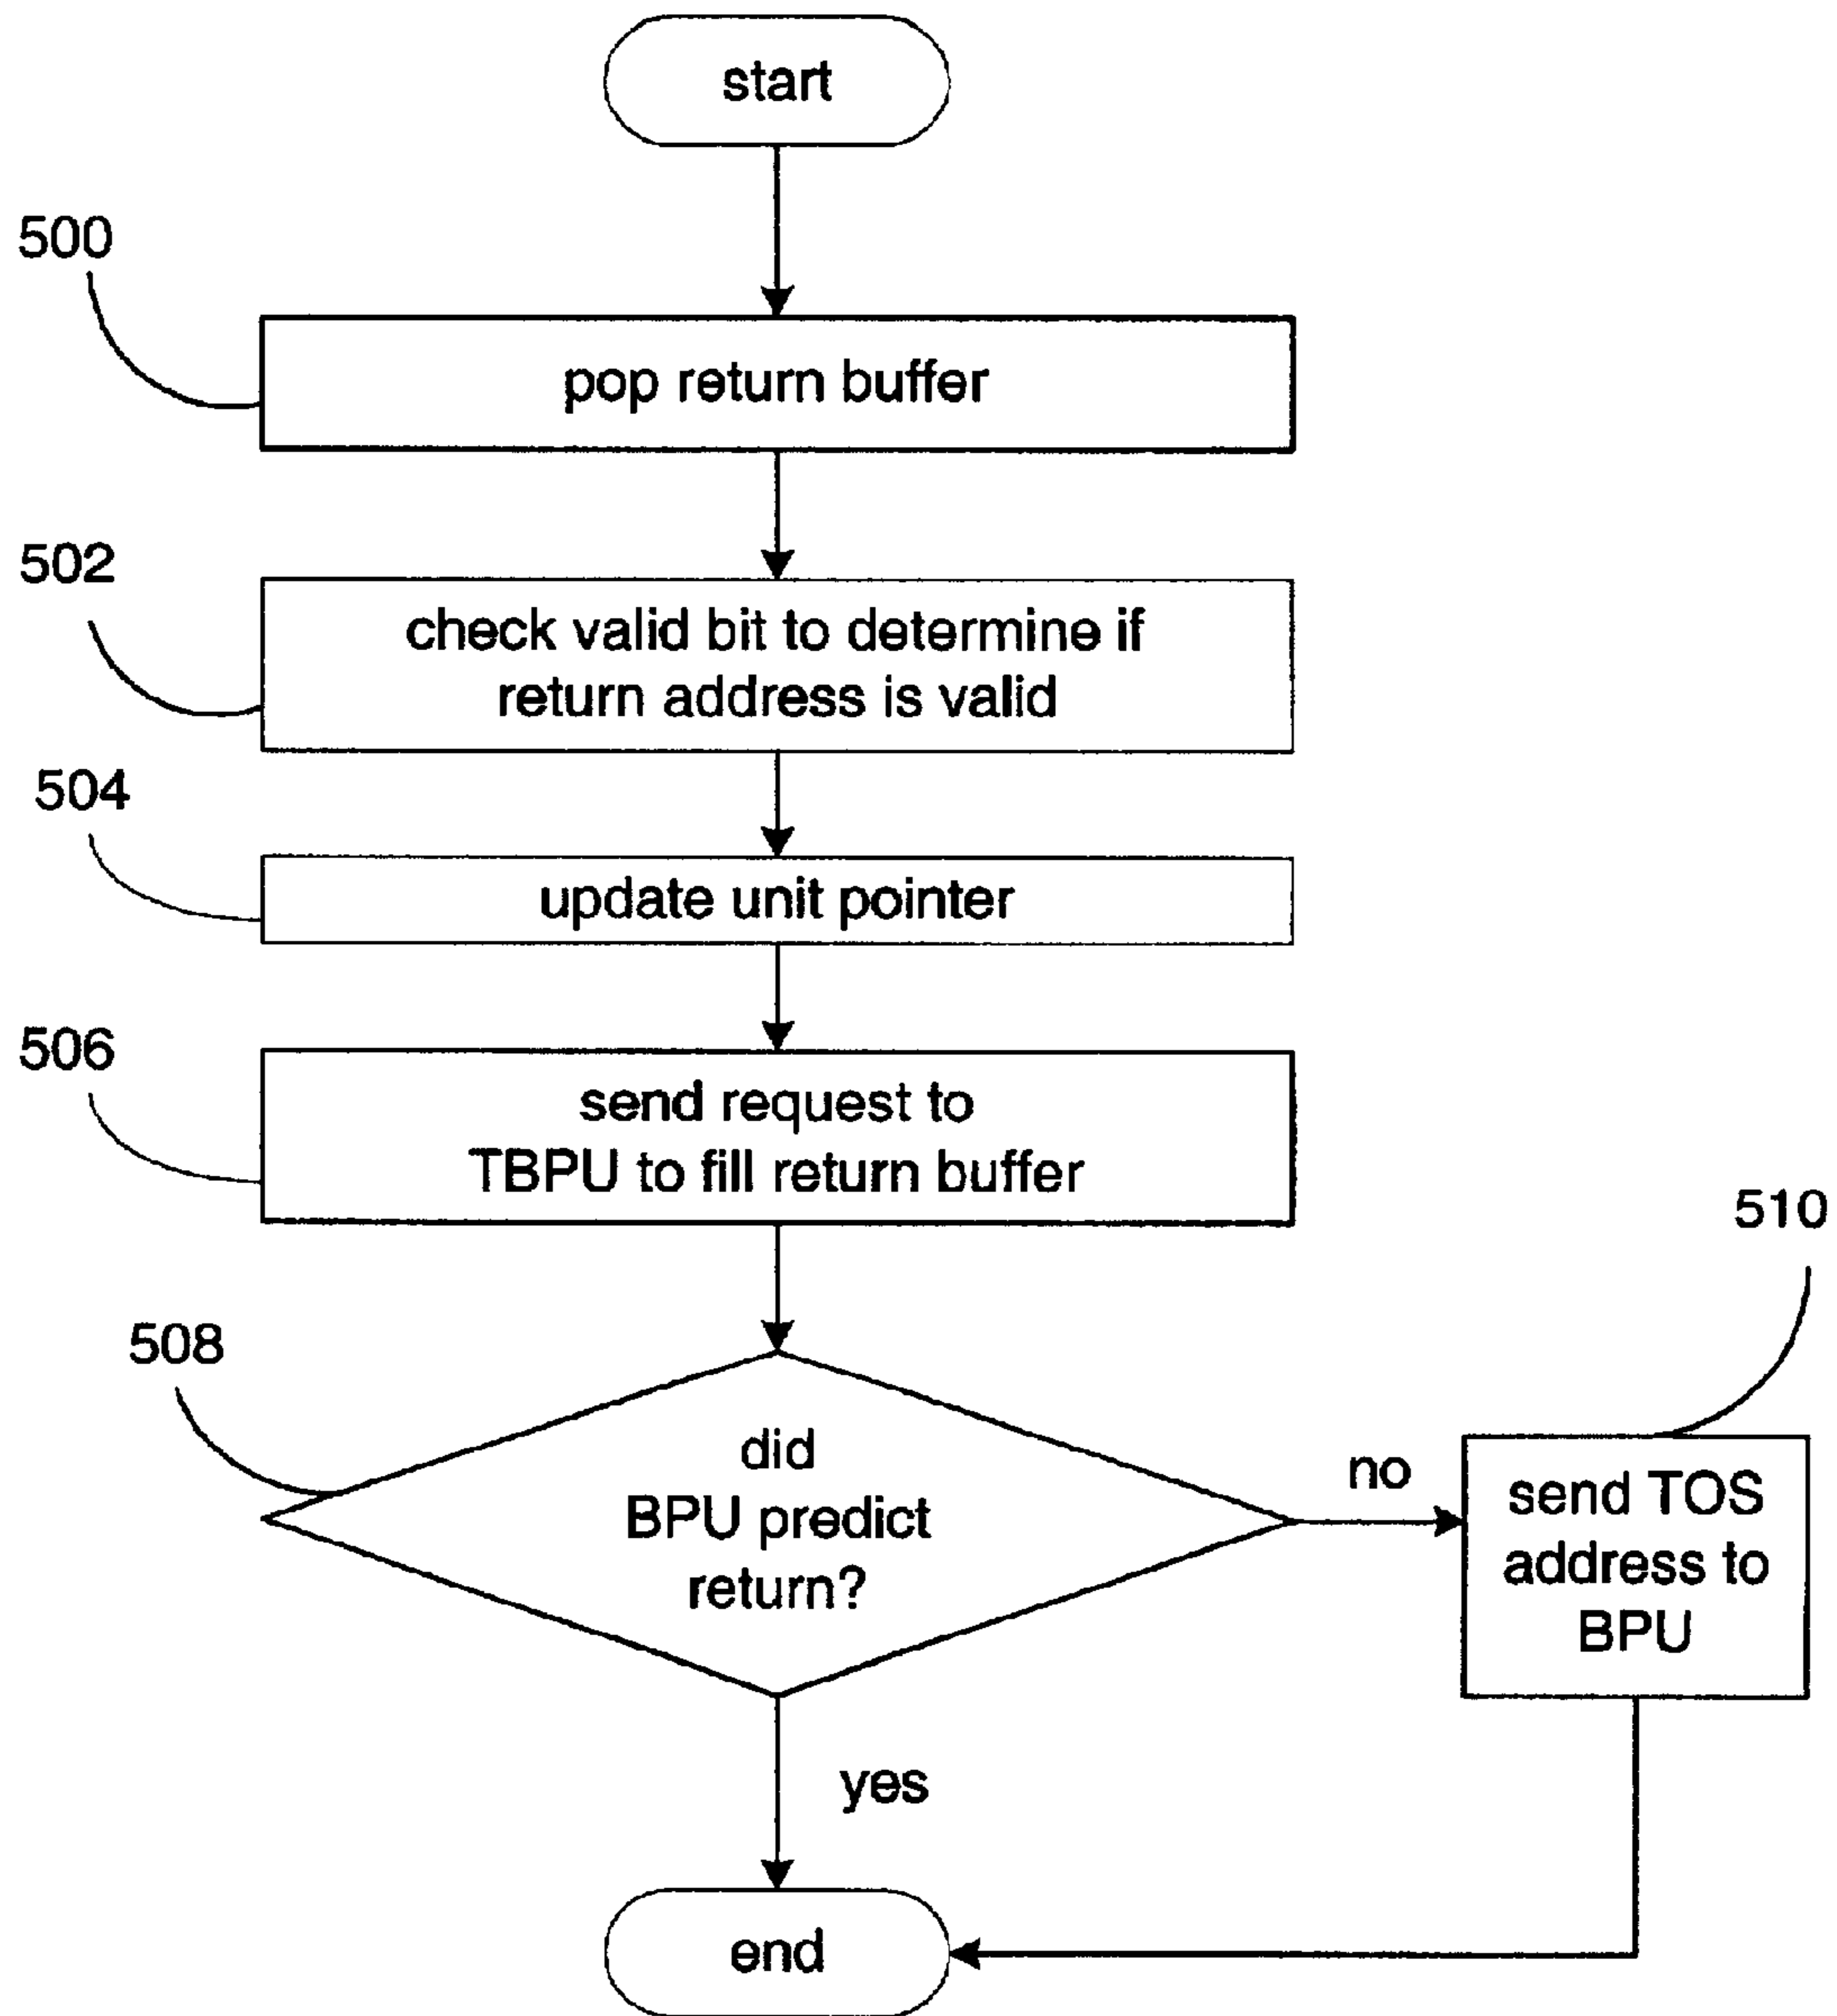 start
500
pop return buffer
502
check valid bit to determine if
return address is valid
504
update unit pointer
506
send request to
TBPU to fill return buffer
510
508
did
BPU predict
return?
no
send TOS
address to
BPU
yes
end